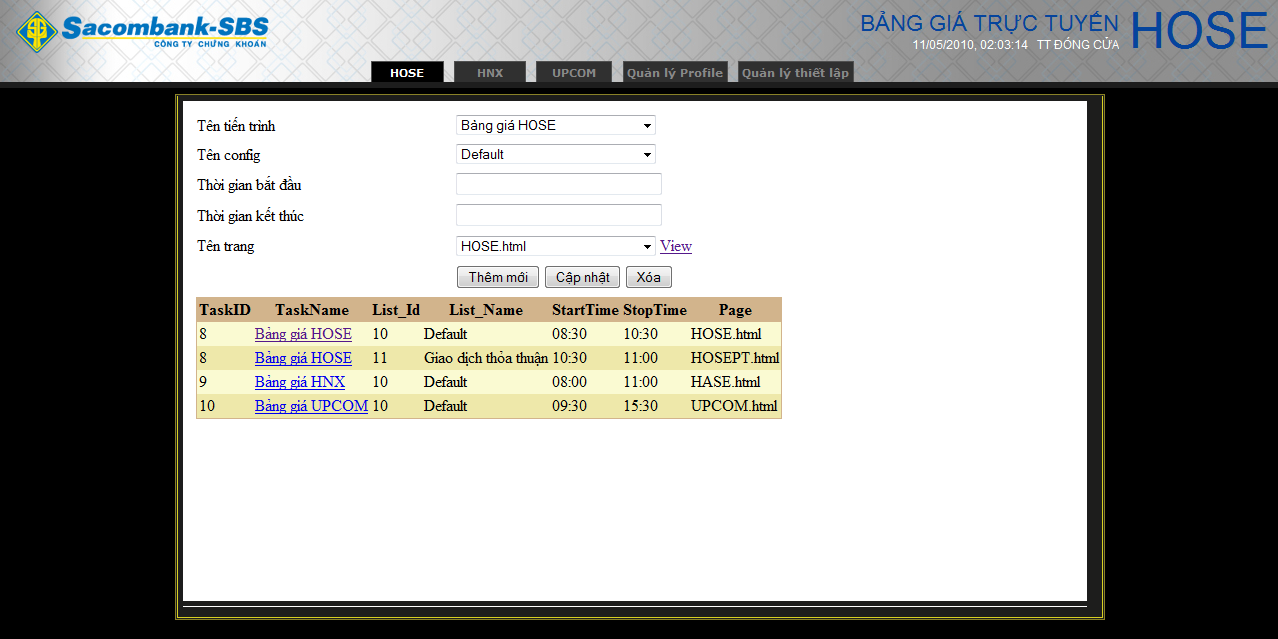 Sacombank-SBS
CÔNG TY CHỨNG KHOÁN
BẢNG GIÁ TRỰC TUYẾN HOSE
11/05/2010, 02:03:14 TT ĐÓNG CỬA
HOSE HNX UPCOM Quản lý Profile Quản lý thiết lập
Tên tiến trình Bảng giá HOSE
Tên config Default
Thời gian bắt đầu
Thời gian kết thúc
Tên trang HOSE.html View
Thêm mới Cập nhật Xóa
TaskID TaskName List_Id List_Name StartTime StopTime Page
8 Bảng giá HOSE 10 Default 08:30 10:30 HOSE.html
8 Bảng giá HOSE 11 Giao dịch thỏa thuận 10:30 11:00 HOSEPT.html
9 Bảng giá HNX 10 Default 08:00 11:00 HASE.html
10 Bảng giá UPCOM 10 Default 09:30 15:30 UPCOM.html